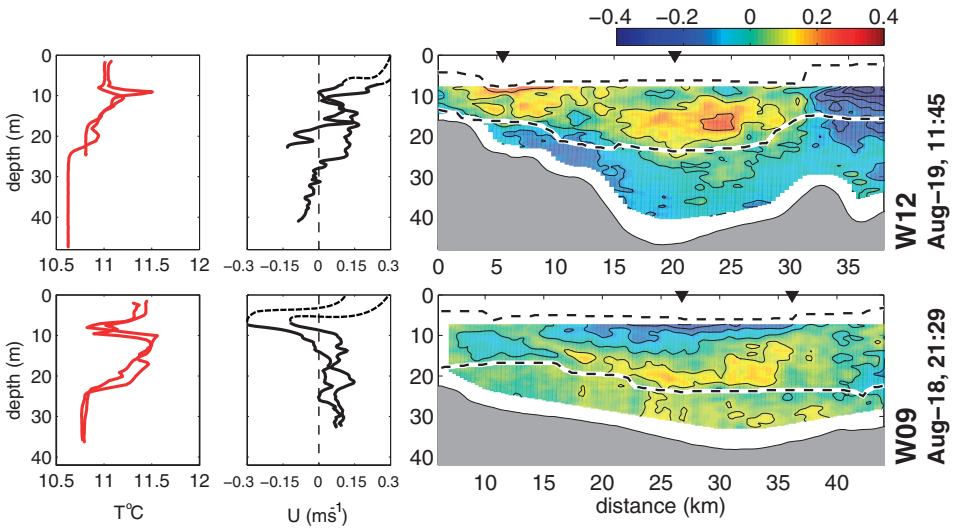 −0.4 −0.2 0 0.2 0.4
0
10
20
30
40
depth (m)
10.5 11 11.5 12
−0.3 −0.15 0 0.15 0.3
0
10
20
30
40
0 5 10 15 20 25 30 35
W12
Aug−19, 11:45
0
10
20
30
40
depth (m)
10.5 11 11.5 12
T°C
−0.3 −0.15 0 0.15 0.3
U (ms⁻¹)
0
10
20
30
40
10 15 20 25 30 35 40
distance (km)
W09
Aug−18, 21:29